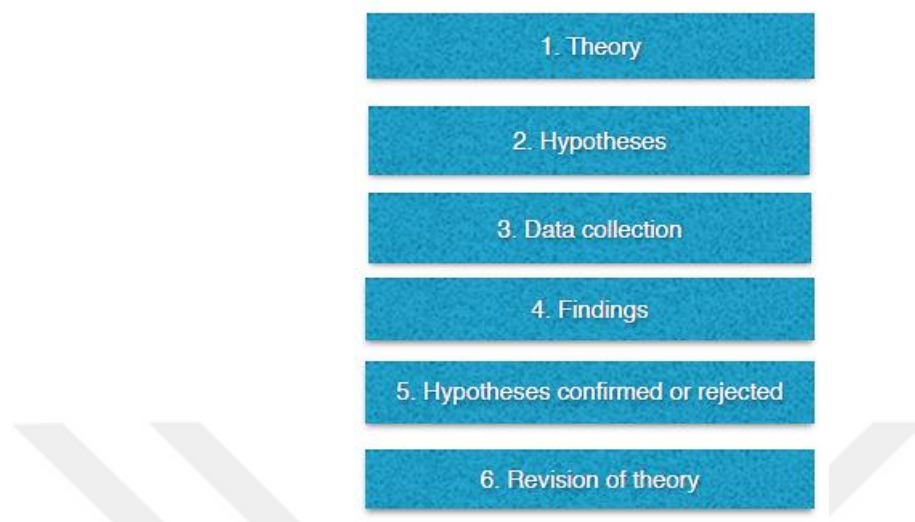 1. Theory
2. Hypotheses
3. Data collection
4. Findings
5. Hypotheses confirmed or rejected
6. Revision of theory